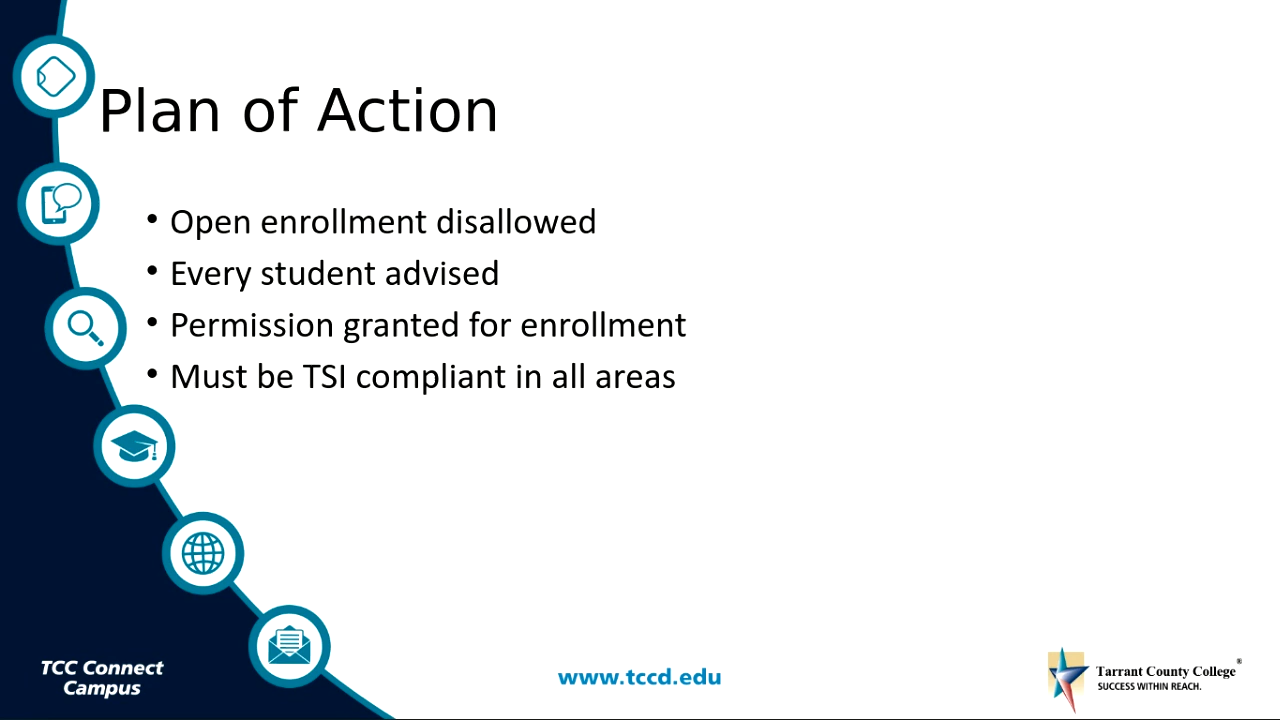 Plan of Action
• Open enrollment disallowed
• Every student advised
• Permission granted for enrollment
• Must be TSI compliant in all areas
TCC Connect
Campus
www.tccd.edu
Tarrant County College®
SUCCESS WITHIN REACH.